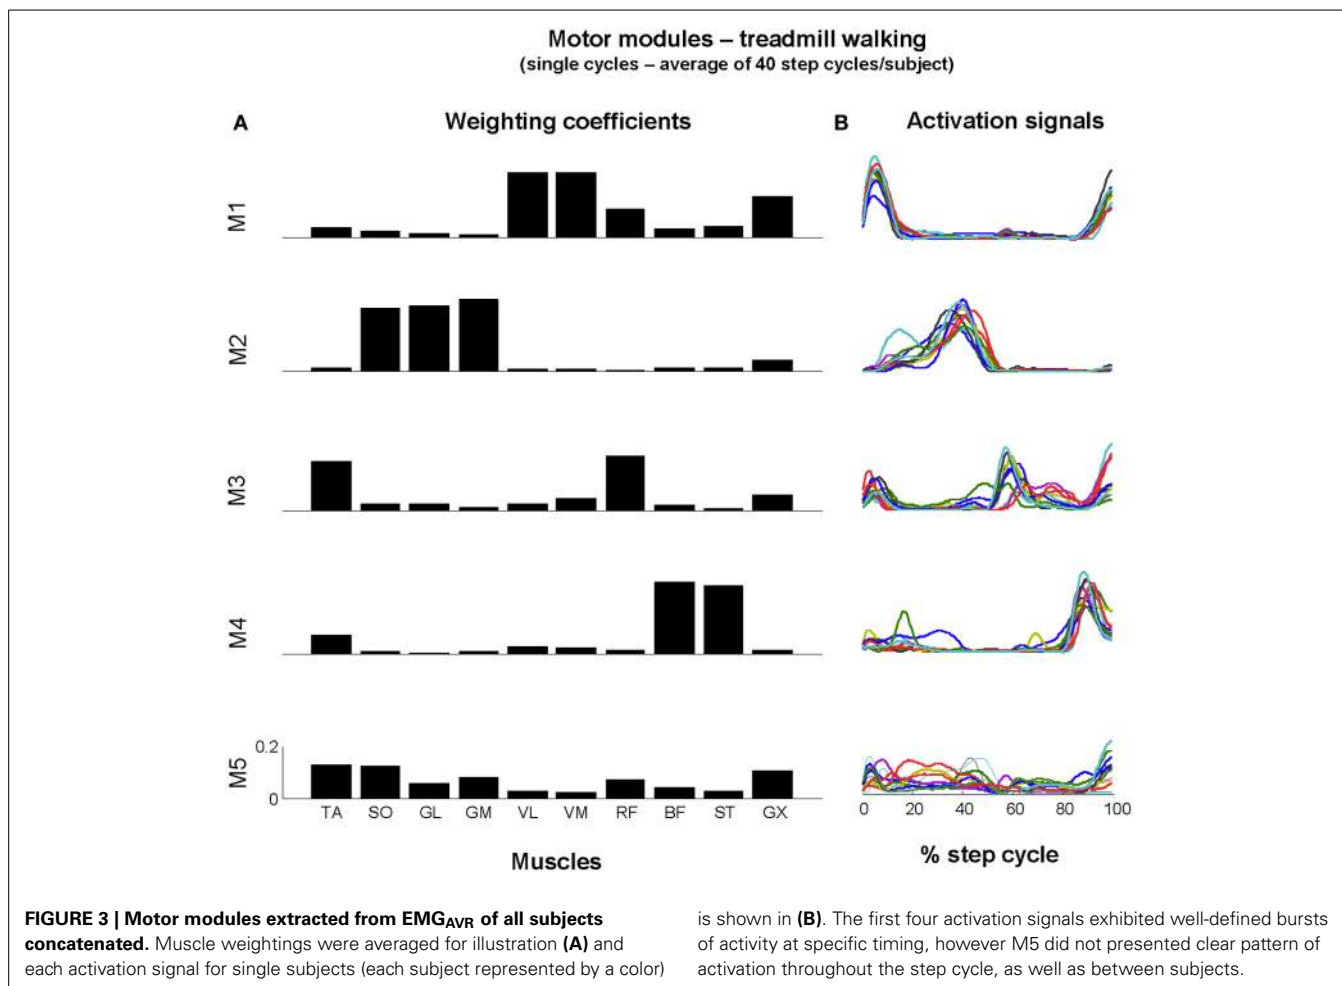 Motor modules – treadmill walking
(single cycles – average of 40 step cycles/subject)
A
Weighting coefficients
B
Activation signals
M1
M2
M3
M4
M5
0.2
0
TA SO GL GM VL VM RF BF ST GX
Muscles
0 20 40 60 80 100
% step cycle
FIGURE 3 | Motor modules extracted from EMGAVR of all subjects
concatenated. Muscle weightings were averaged for illustration (A) and
each activation signal for single subjects (each subject represented by a color)
is shown in (B). The first four activation signals exhibited well-defined bursts
of activity at specific timing, however M5 did not presented clear pattern of
activation throughout the step cycle, as well as between subjects.